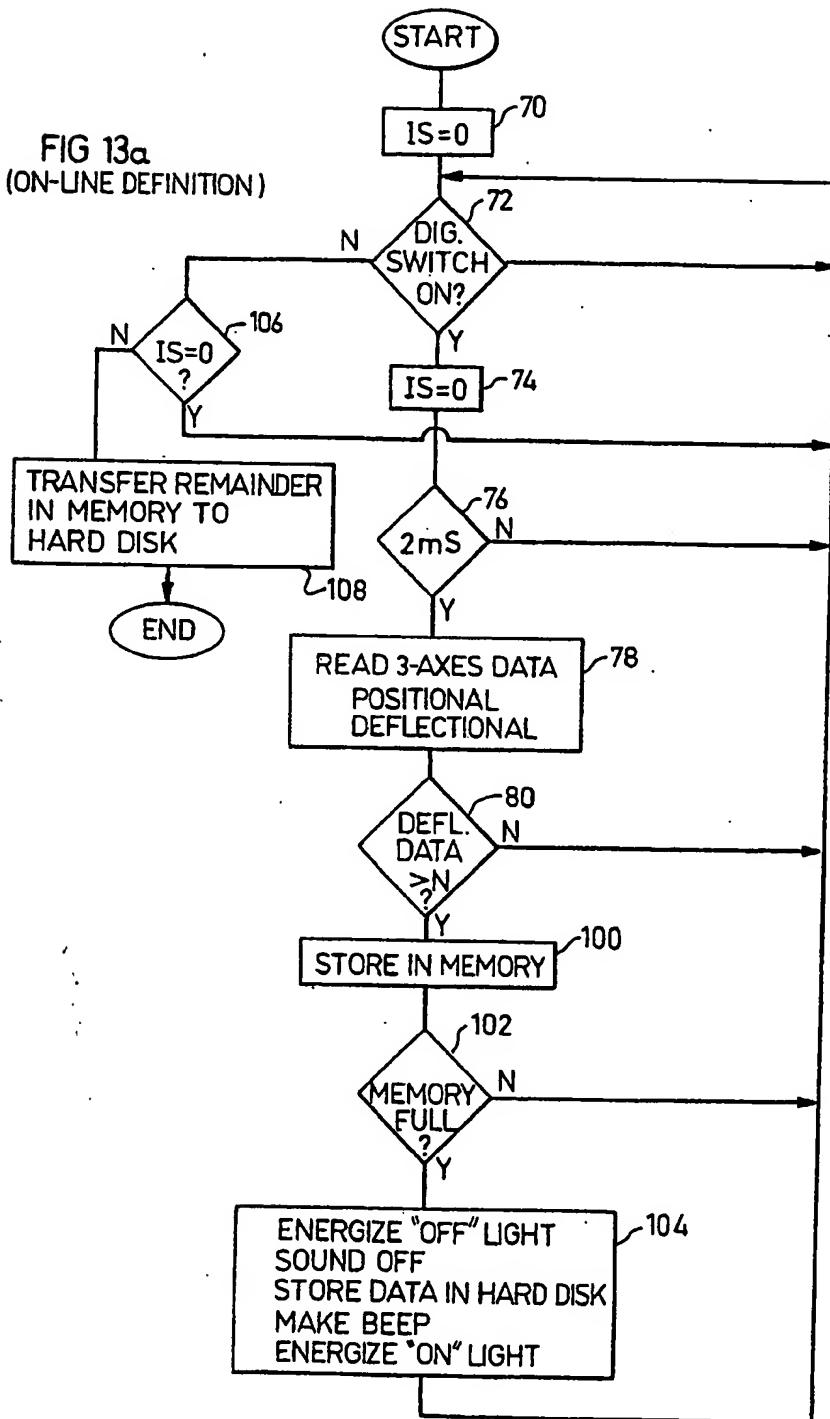 START
70
IS=0
FIG 13a
(ON-LINE DEFINITION)
72
N
DIG.
SWITCH
ON?
Y
106
N
IS=0
?
Y
74
IS=0
TRANSFER REMAINDER
IN MEMORY TO
HARD DISK
108
END
76
2mS
N
Y
78
READ 3-AXES DATA
POSITIONAL
DEFLECTIONAL
80
DEFL.
DATA
>N
?
N
Y
100
STORE IN MEMORY
102
MEMORY
FULL
?
N
Y
104
ENERGIZE "OFF" LIGHT
SOUND OFF
STORE DATA IN HARD DISK
MAKE BEEP
ENERGIZE "ON" LIGHT